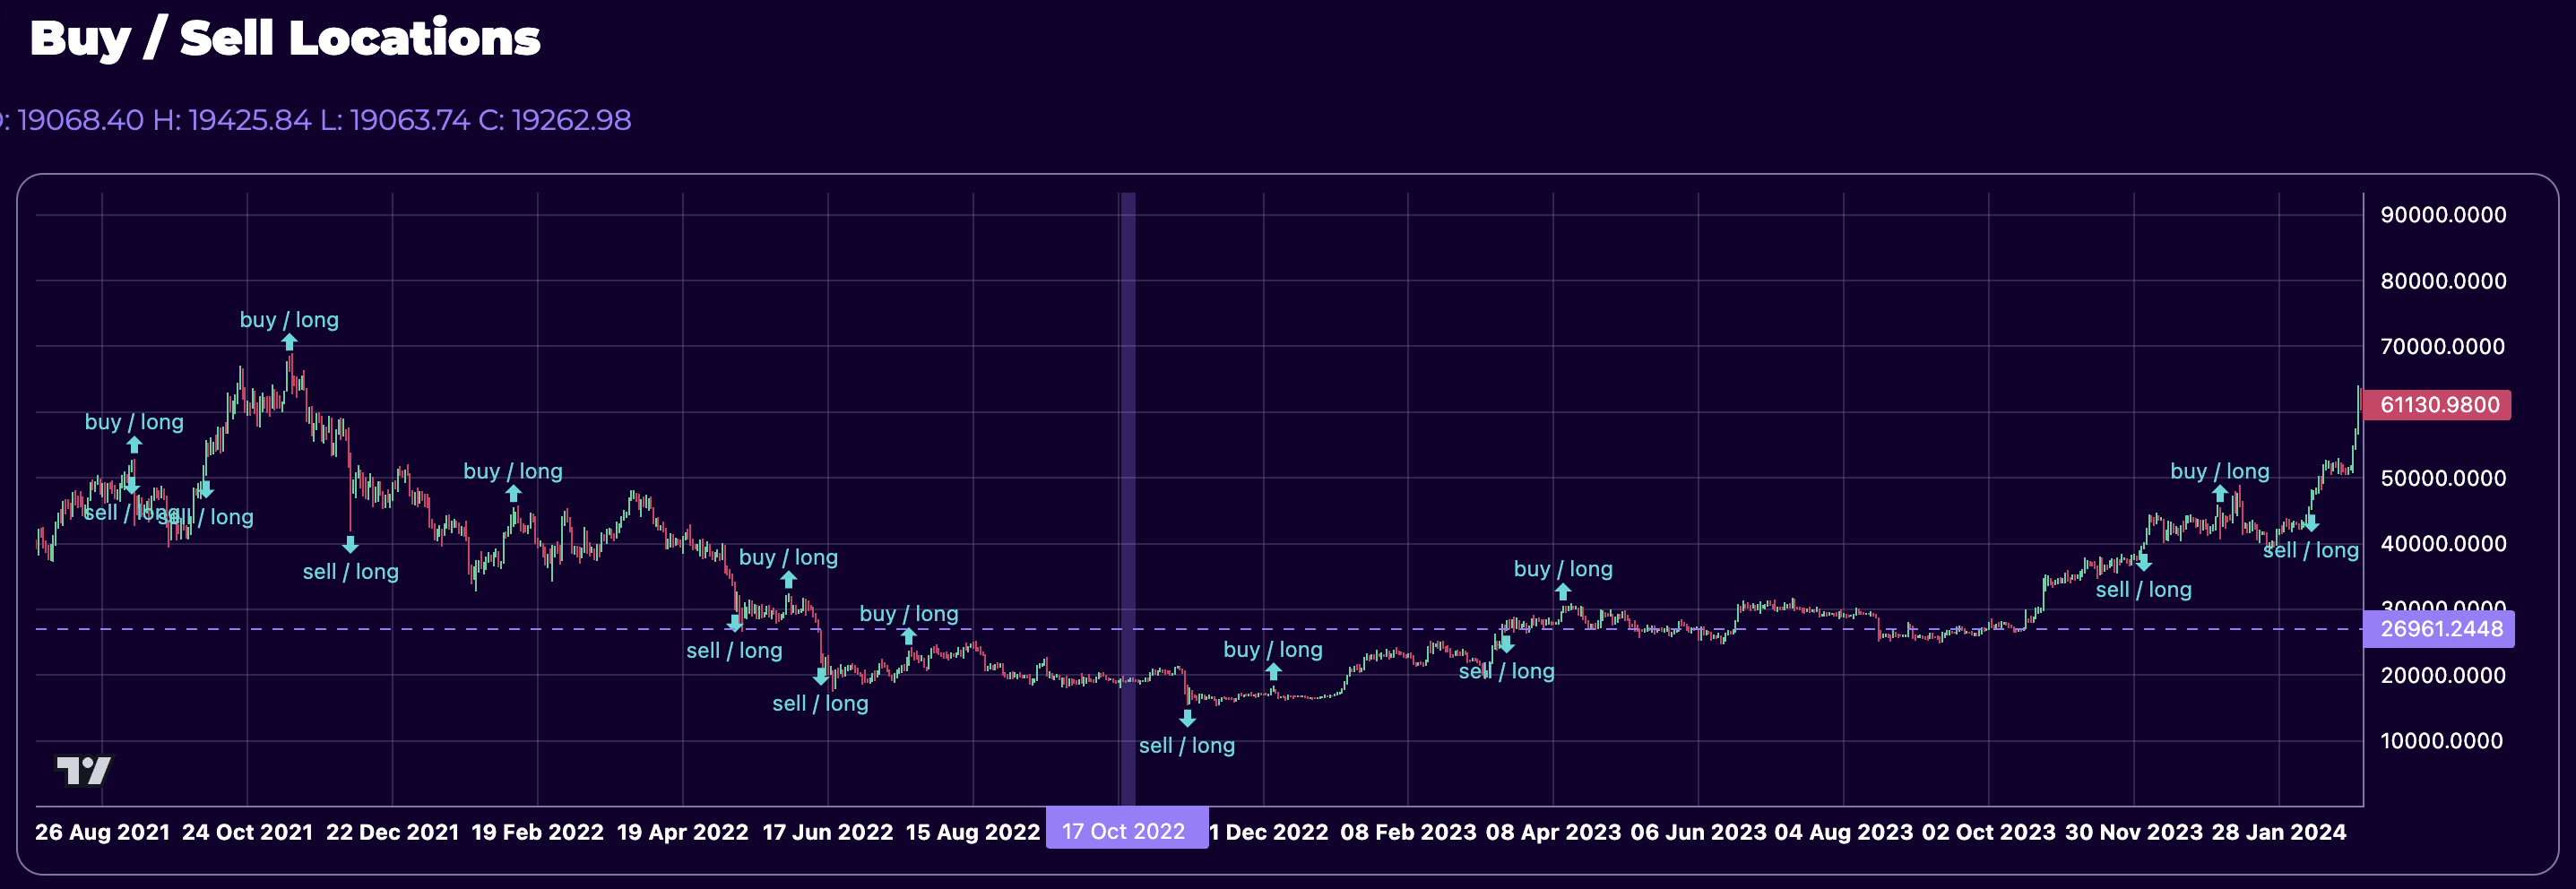 Buy / Sell Locations
: 19068.40 H: 19425.84 L: 19063.74 C: 19262.98
90000.0000
80000.0000
buy / long
70000.0000
61130.9800
buy / long
buy / long
buy / long
50000.0000
sell / long
sell / long
40000.0000
sell / long
buy / long
sell / long
buy / long
sell / long
30000.0000
buy / long
26961.2448
sell / long
buy / long
sell / long
20000.0000
sell / long
sell / long
10000.0000
TV
26 Aug 2021 24 Oct 2021 22 Dec 2021 19 Feb 2022 19 Apr 2022 17 Jun 2022 15 Aug 2022 17 Oct 2022 1 Dec 2022 08 Feb 2023 08 Apr 2023 06 Jun 2023 04 Aug 2023 02 Oct 2023 30 Nov 2023 28 Jan 2024